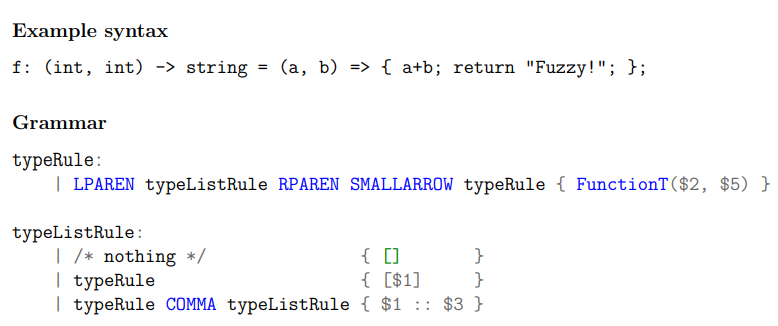 Example syntax
f: (int, int) -> string = (a, b) => { a+b; return "Fuzzy!"; };
Grammar
typeRule:
| LPAREN typeListRule RPAREN SMALLARROW typeRule { FunctionT($2, $5) }
typeListRule:
| /* nothing */ { [] }
| typeRule { [$1] }
| typeRule COMMA typeListRule { $1 :: $3 }